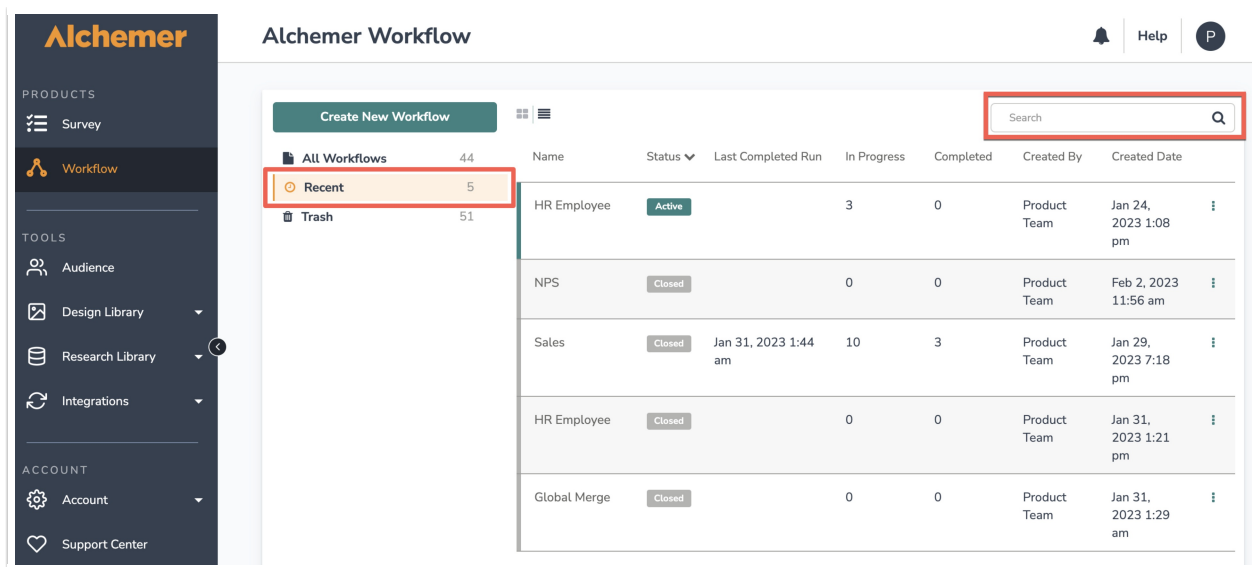 Alchemer
Alchemer Workflow
Help
P
PRODUCTS
Survey
Workflow
TOOLS
Audience
Design Library
Research Library
Integrations
ACCOUNT
Account
Support Center
Create New Workflow
Search
All Workflows 44
Recent 5
Trash 51
Name Status Last Completed Run In Progress Completed Created By Created Date
HR Employee Active 3 0 Product Jan 24,
Team 2023 1:08
pm
NPS Closed 0 0 Product Feb 2, 2023
Team 11:56 am
Sales Closed Jan 31, 2023 1:44 10 3 Product Jan 29,
am Team 2023 7:18
pm
HR Employee Closed 0 0 Product Jan 31,
Team 2023 1:21
pm
Global Merge Closed 0 0 Product Jan 31,
Team 2023 1:29
am